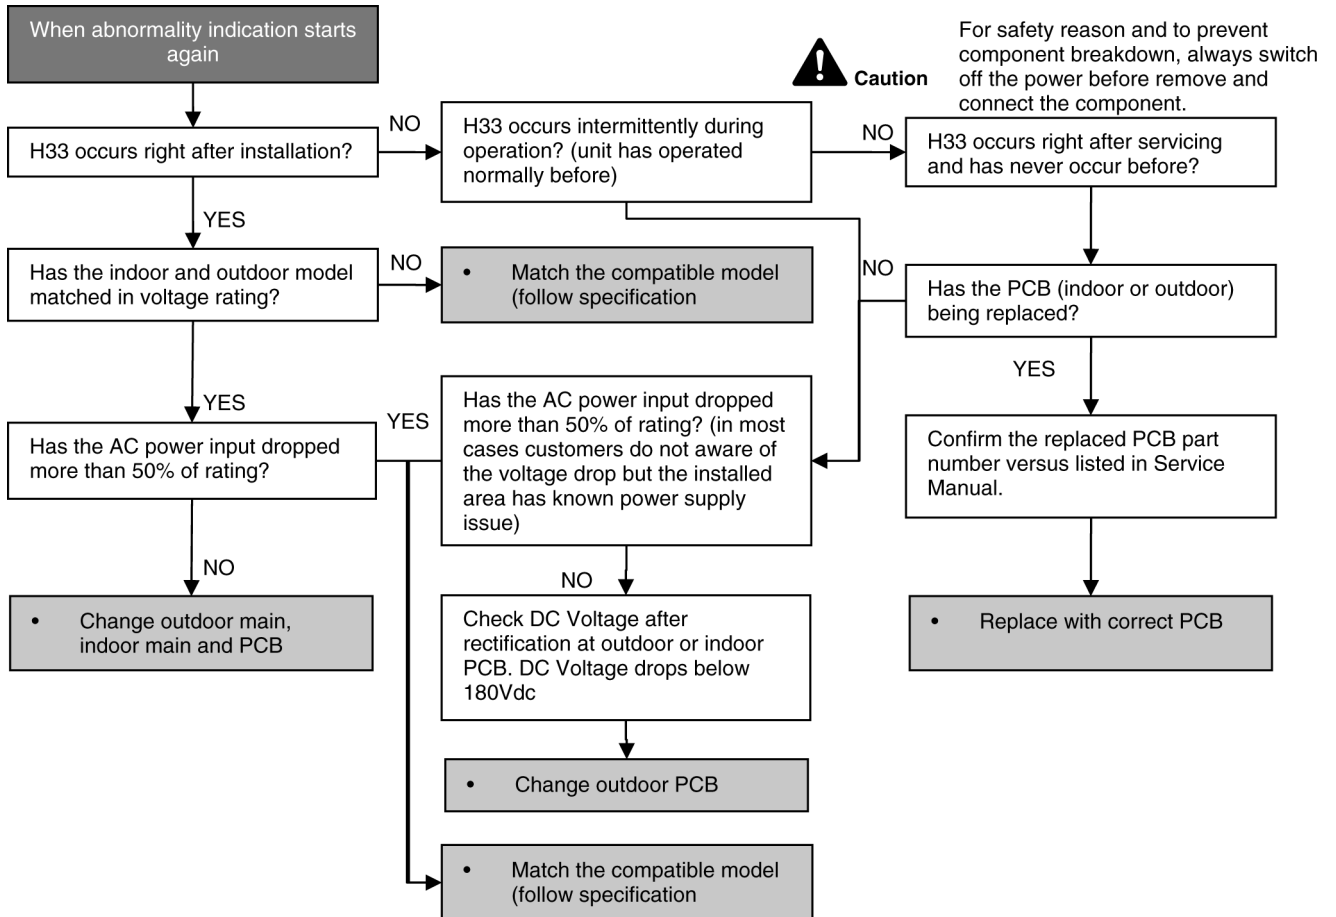 When abnormality indication starts
again
Caution
For safety reason and to prevent
component breakdown, always switch
off the power before remove and
connect the component.
H33 occurs right after installation?
NO
H33 occurs intermittently during
operation? (unit has operated
normally before)
NO
H33 occurs right after servicing
and has never occur before?
YES
Has the indoor and outdoor model
matched in voltage rating?
NO
• Match the compatible model
(follow specification
NO
Has the PCB (indoor or outdoor)
being replaced?
YES
YES
Has the AC power input dropped
more than 50% of rating?
YES
Has the AC power input dropped
more than 50% of rating? (in most
cases customers do not aware of
the voltage drop but the installed
area has known power supply
issue)
Confirm the replaced PCB part
number versus listed in Service
Manual.
NO
NO
• Change outdoor main,
indoor main and PCB
Check DC Voltage after
rectification at outdoor or indoor
PCB. DC Voltage drops below
180Vdc
• Replace with correct PCB
• Change outdoor PCB
• Match the compatible model
(follow specification